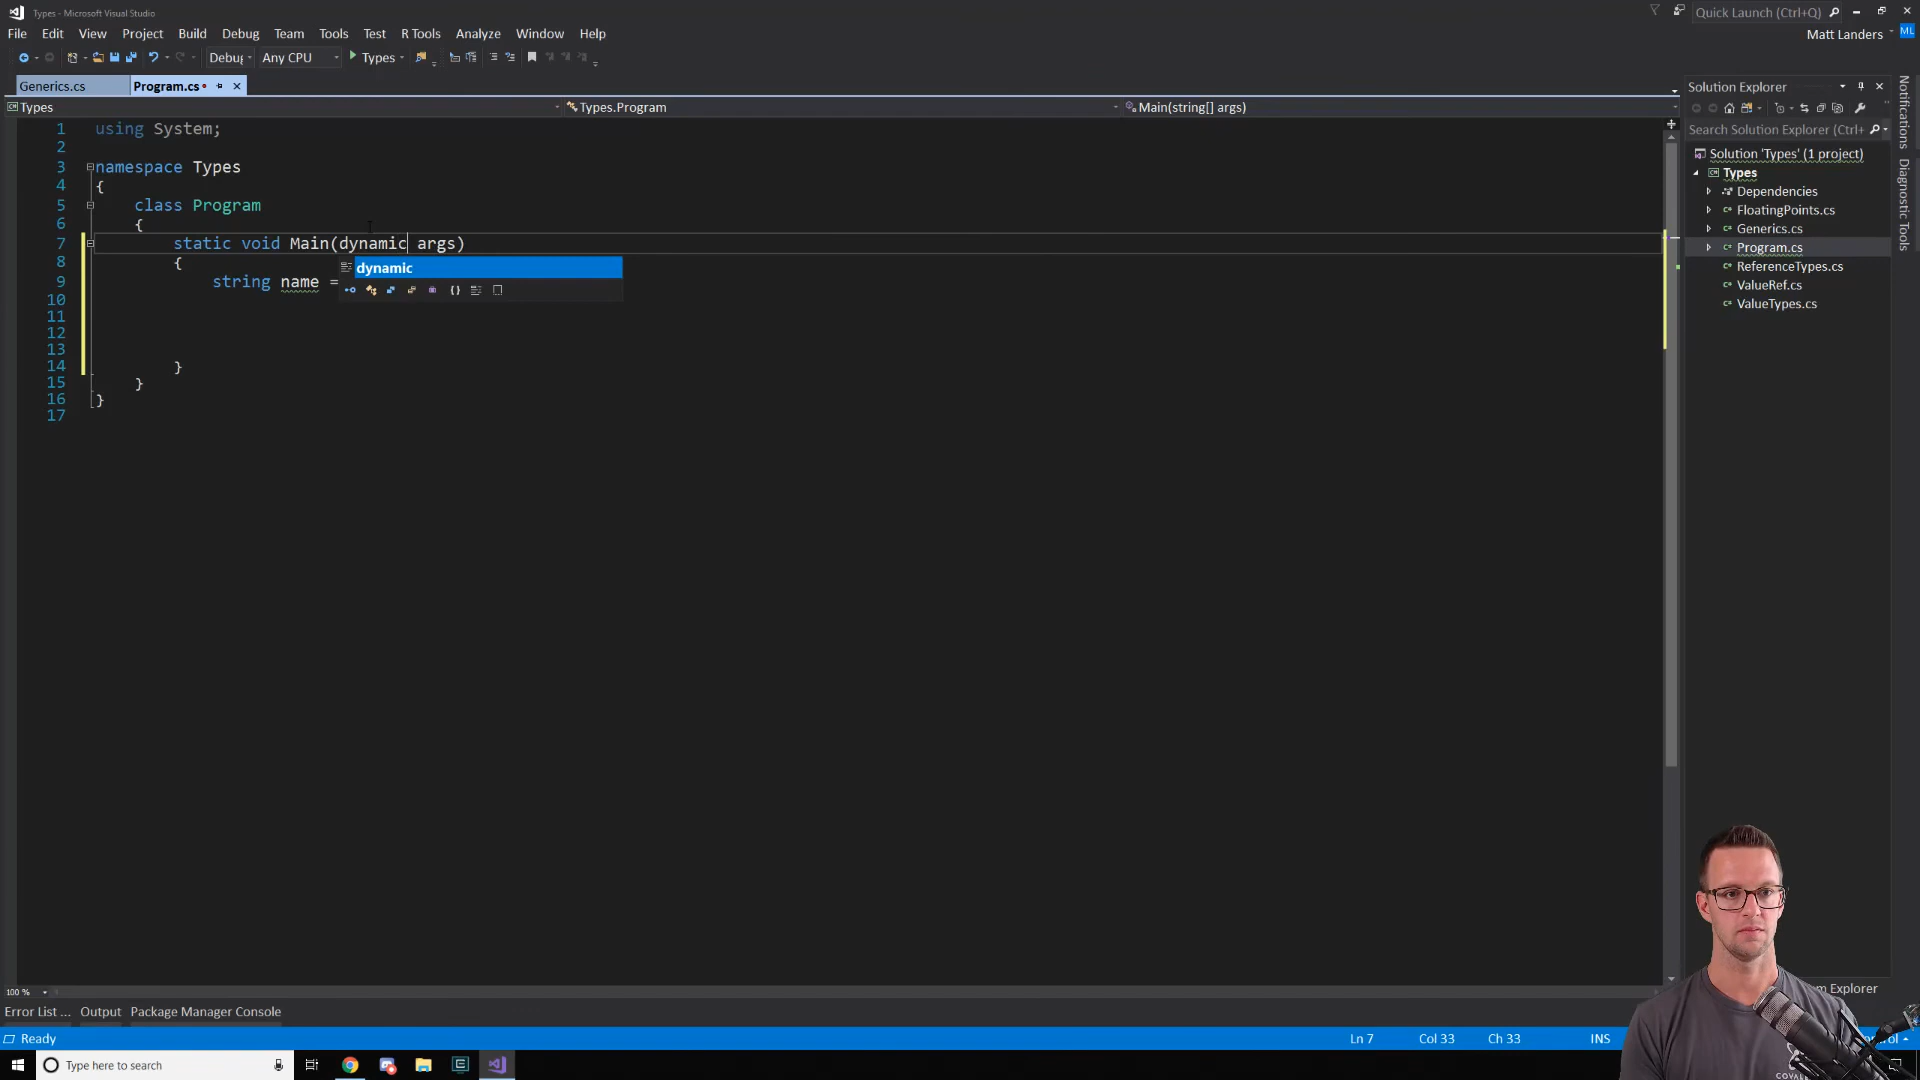 Types - Microsoft Visual Studio
Quick Launch (Ctrl+Q)
File Edit View Project Build Debug Team Tools Test R Tools Analyze Window Help
Matt Landers
ML
Debug Any CPU Types
Generics.cs Program.cs
Types Types.Program Main(string[] args)
1 using System;
2
3 namespace Types
4 {
5 class Program
6 {
7 static void Main(dynamic args)
dynamic
8 {
9 string name =
{ }
10
11
12
13
14 }
15 }
16 }
17
Solution Explorer
Search Solution Explorer (Ctrl+
Solution 'Types' (1 project)
Types
Dependencies
FloatingPoints.cs
Generics.cs
Program.cs
ReferenceTypes.cs
ValueRef.cs
ValueTypes.cs
Notifications
Diagnostic Tools
100 %
Explorer
Error List ... Output Package Manager Console
Ready Ln 7 Col 33 Ch 33 INS
Type here to search